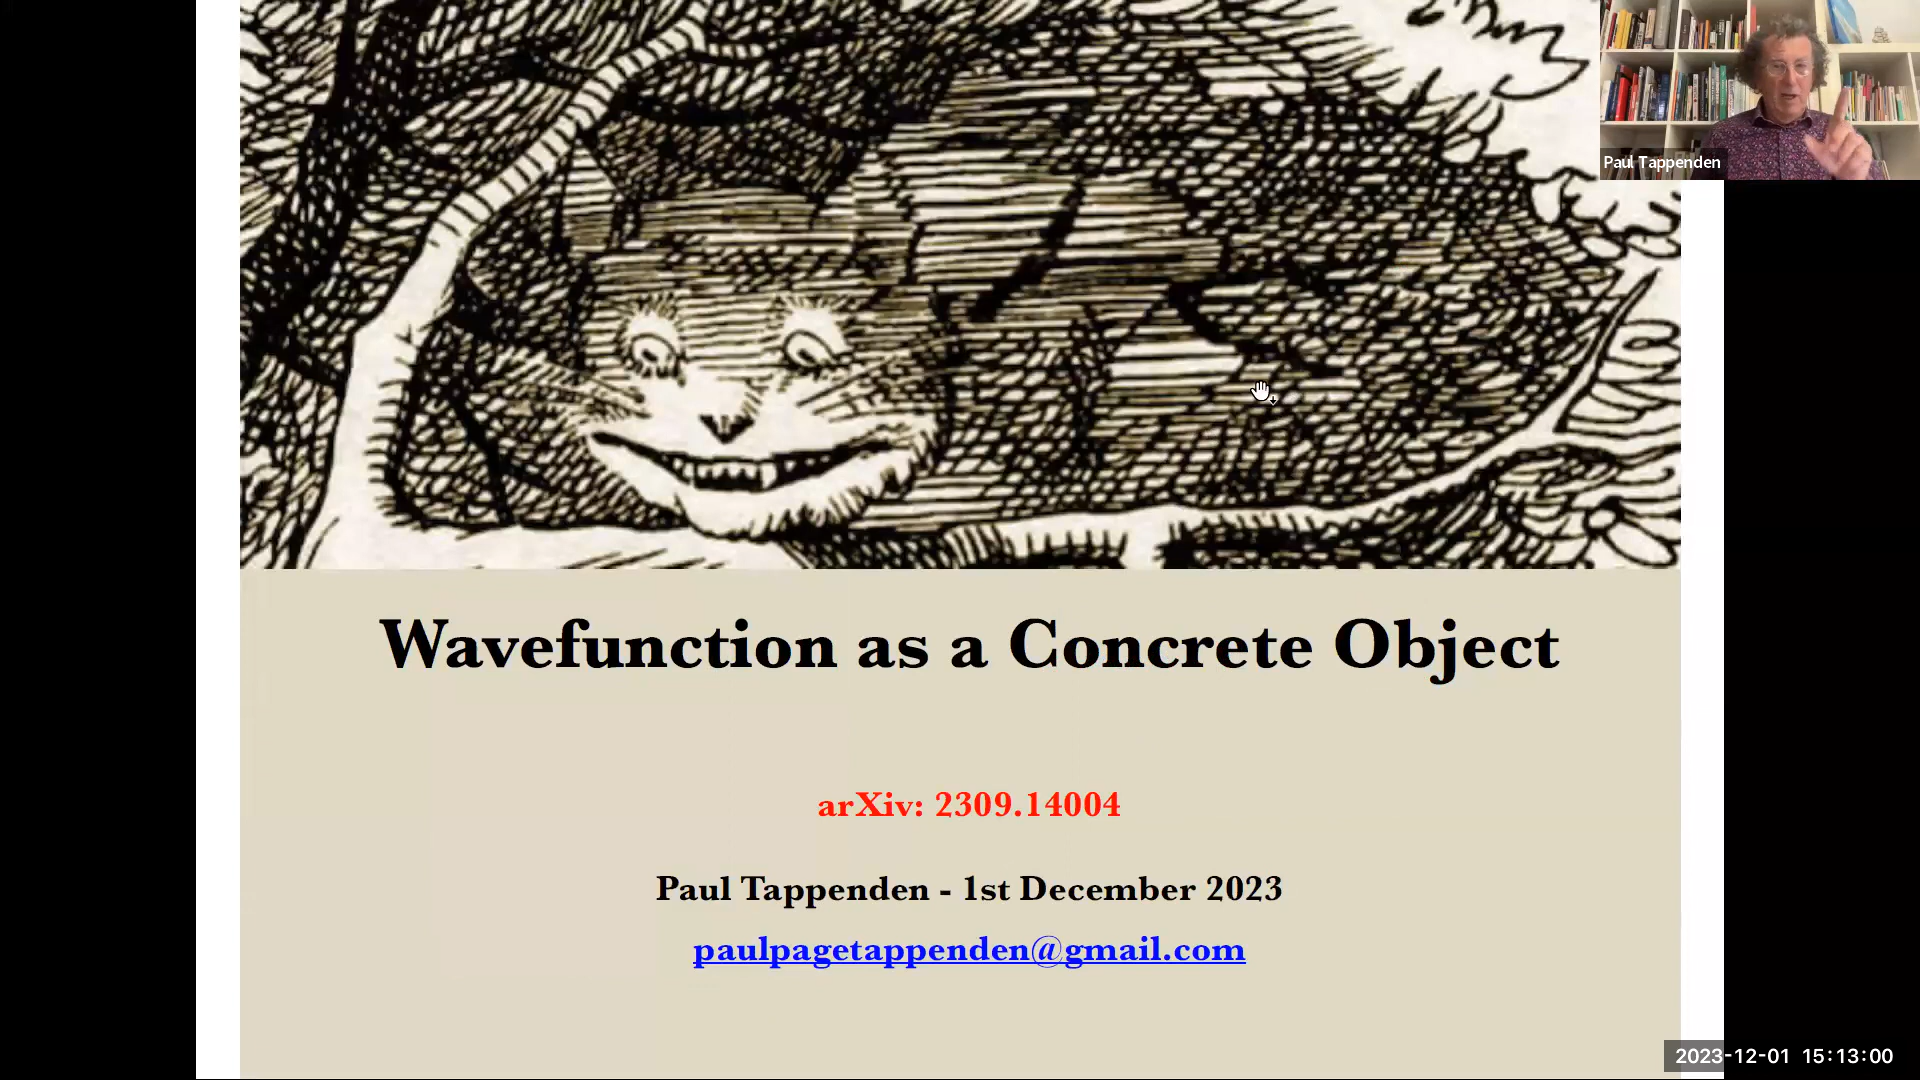 Paul Tappenden
Wavefunction as a Concrete Object
arXiv: 2309.14004
Paul Tappenden - 1st December 2023
paulpagetappenden@gmail.com
2023-12-01 15:13:00